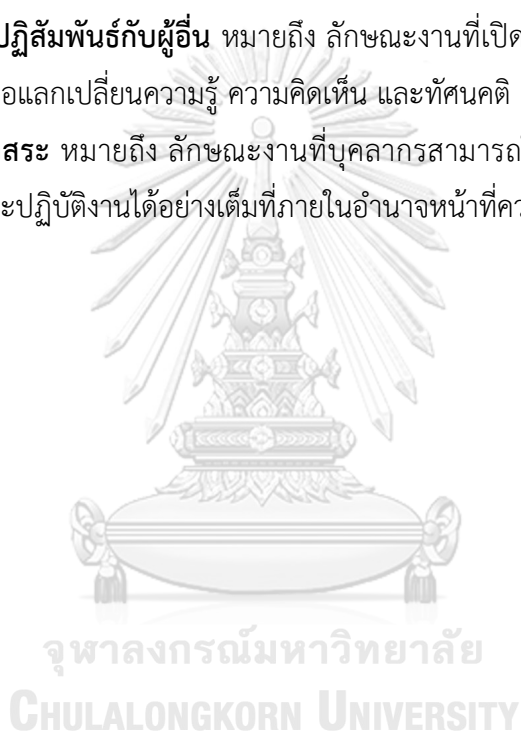 ปฏิสัมพันธ์กับผู้อื่น หมายถึง ลักษณะงานที่เปิด
อแลกเปลี่ยนความรู้ ความคิดเห็น และทัศนคติ
สระ หมายถึง ลักษณะงานที่บุคลากรสามารถ
ะปฏิบัติงานได้อย่างเต็มที่ภายในอำนาจหน้าที่คว
จุฬาลงกรณ์มหาวิทยาลัย
CHULALONGKORN UNIVERSITY